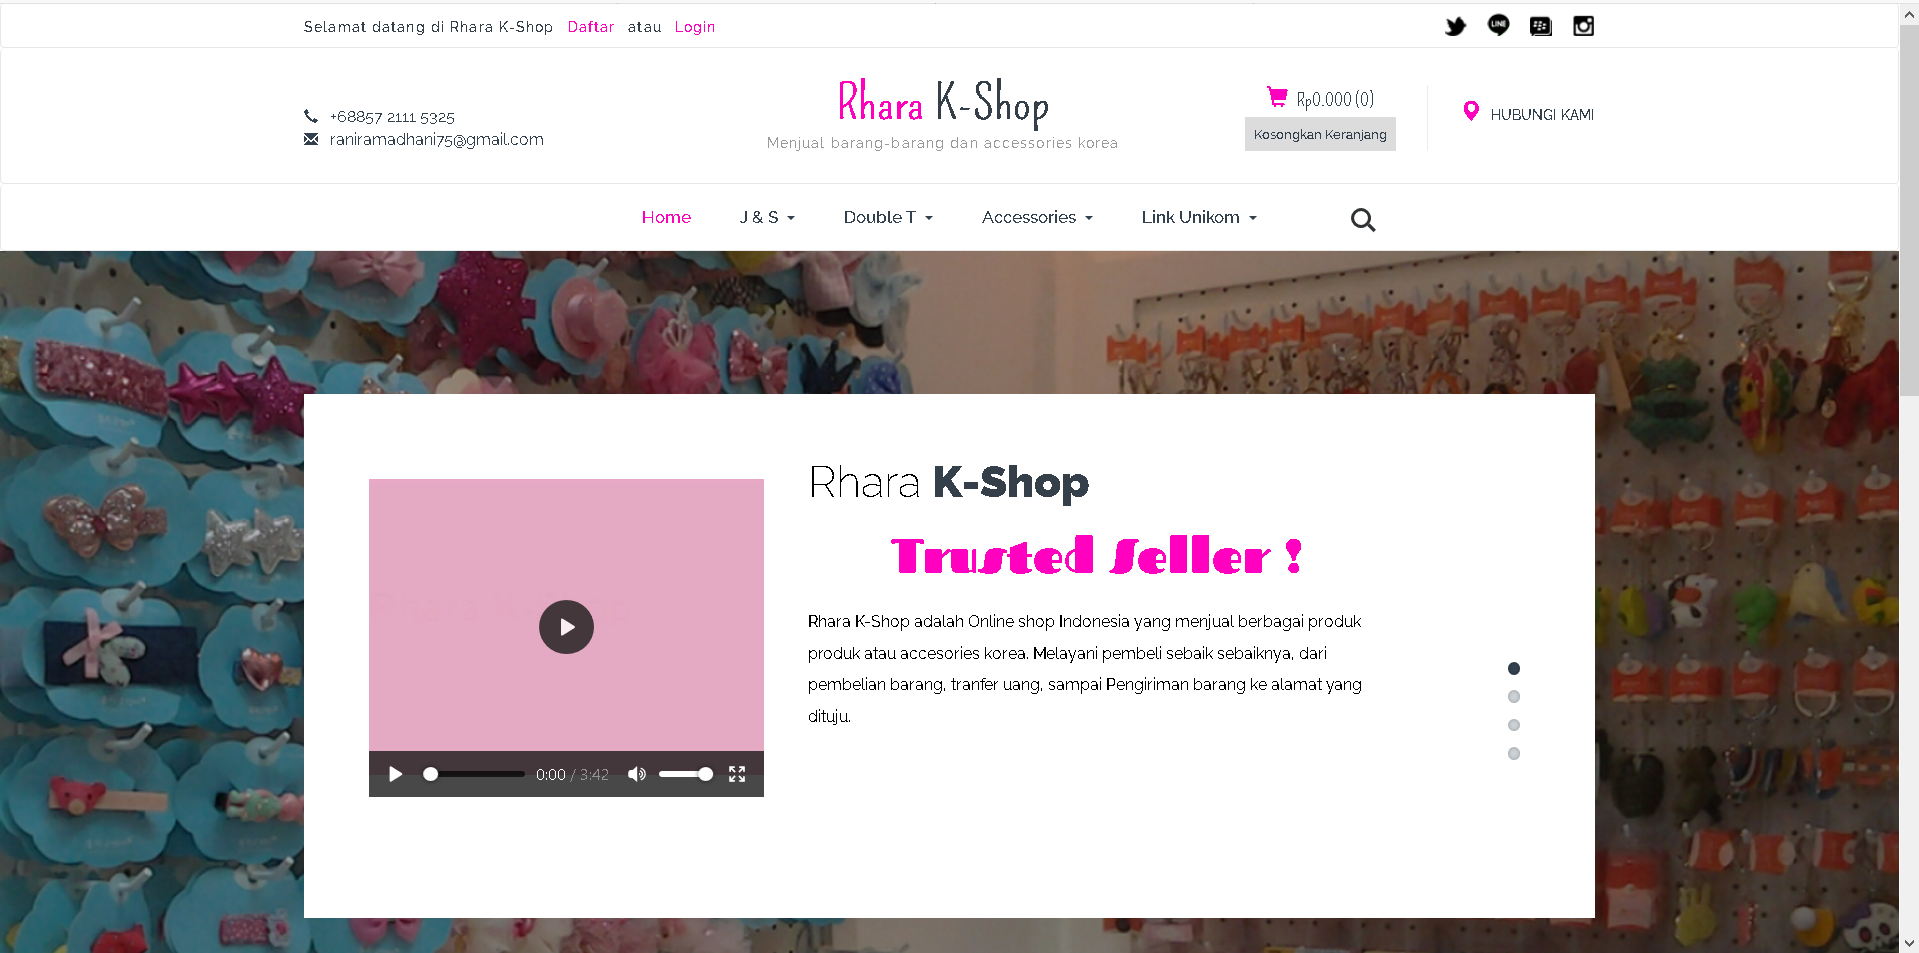 Selamat datang di Rhara K-Shop Daftar atau Login
LINE
+68857 2111 5325
raniramadhani75@gmail.com
Rhara K-Shop
Menjual barang-barang dan accessories korea
Rp0.000 (0)
Kosongkan Keranjang
HUBUNGI KAMI
Home J & S Double T Accessories Link Unikom
Rhara K-Shop
Trusted Seller !
Rhara K-Shop adalah Online shop Indonesia yang menjual berbagai produk
produk atau accesories korea. Melayani pembeli sebaik sebaiknya, dari
pembelian barang, tranfer uang, sampai Pengiriman barang ke alamat yang
dituju.
0:00 / 3:42